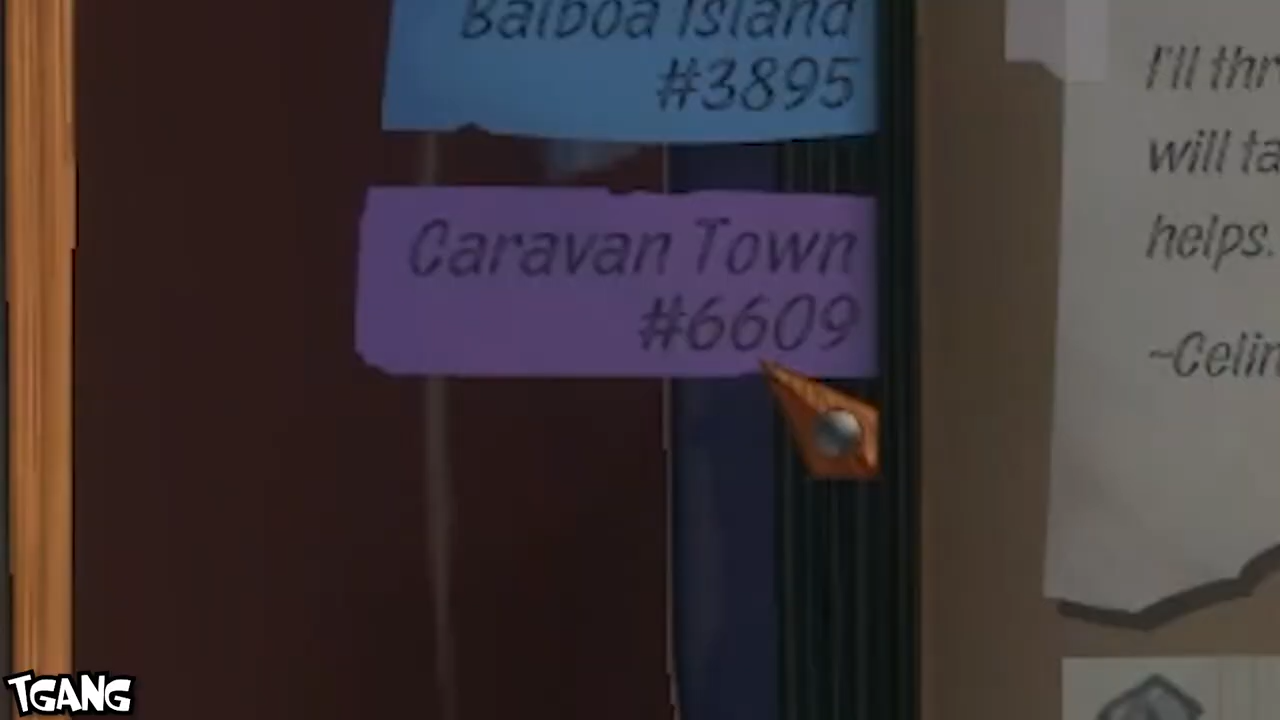 Balboa Island
#3895
Caravan Town
#6609
I'll thr
will ta
helps.
~Celin
TGANG